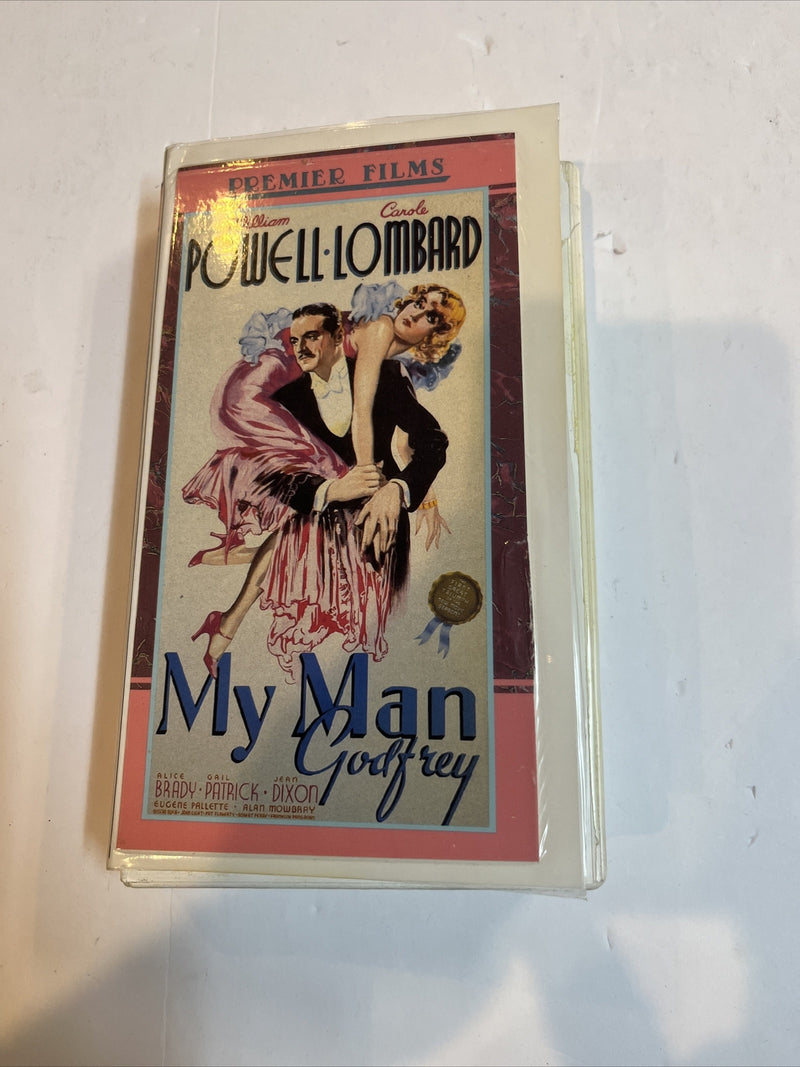 PREMIER FILMS
William Carole
POWELL·LOMBARD
My Man
Godfrey
ALICE GAIL JEAN
BRADY·PATRICK·DIXON
EUGENE PALLETTE · ALAN MOWBRAY